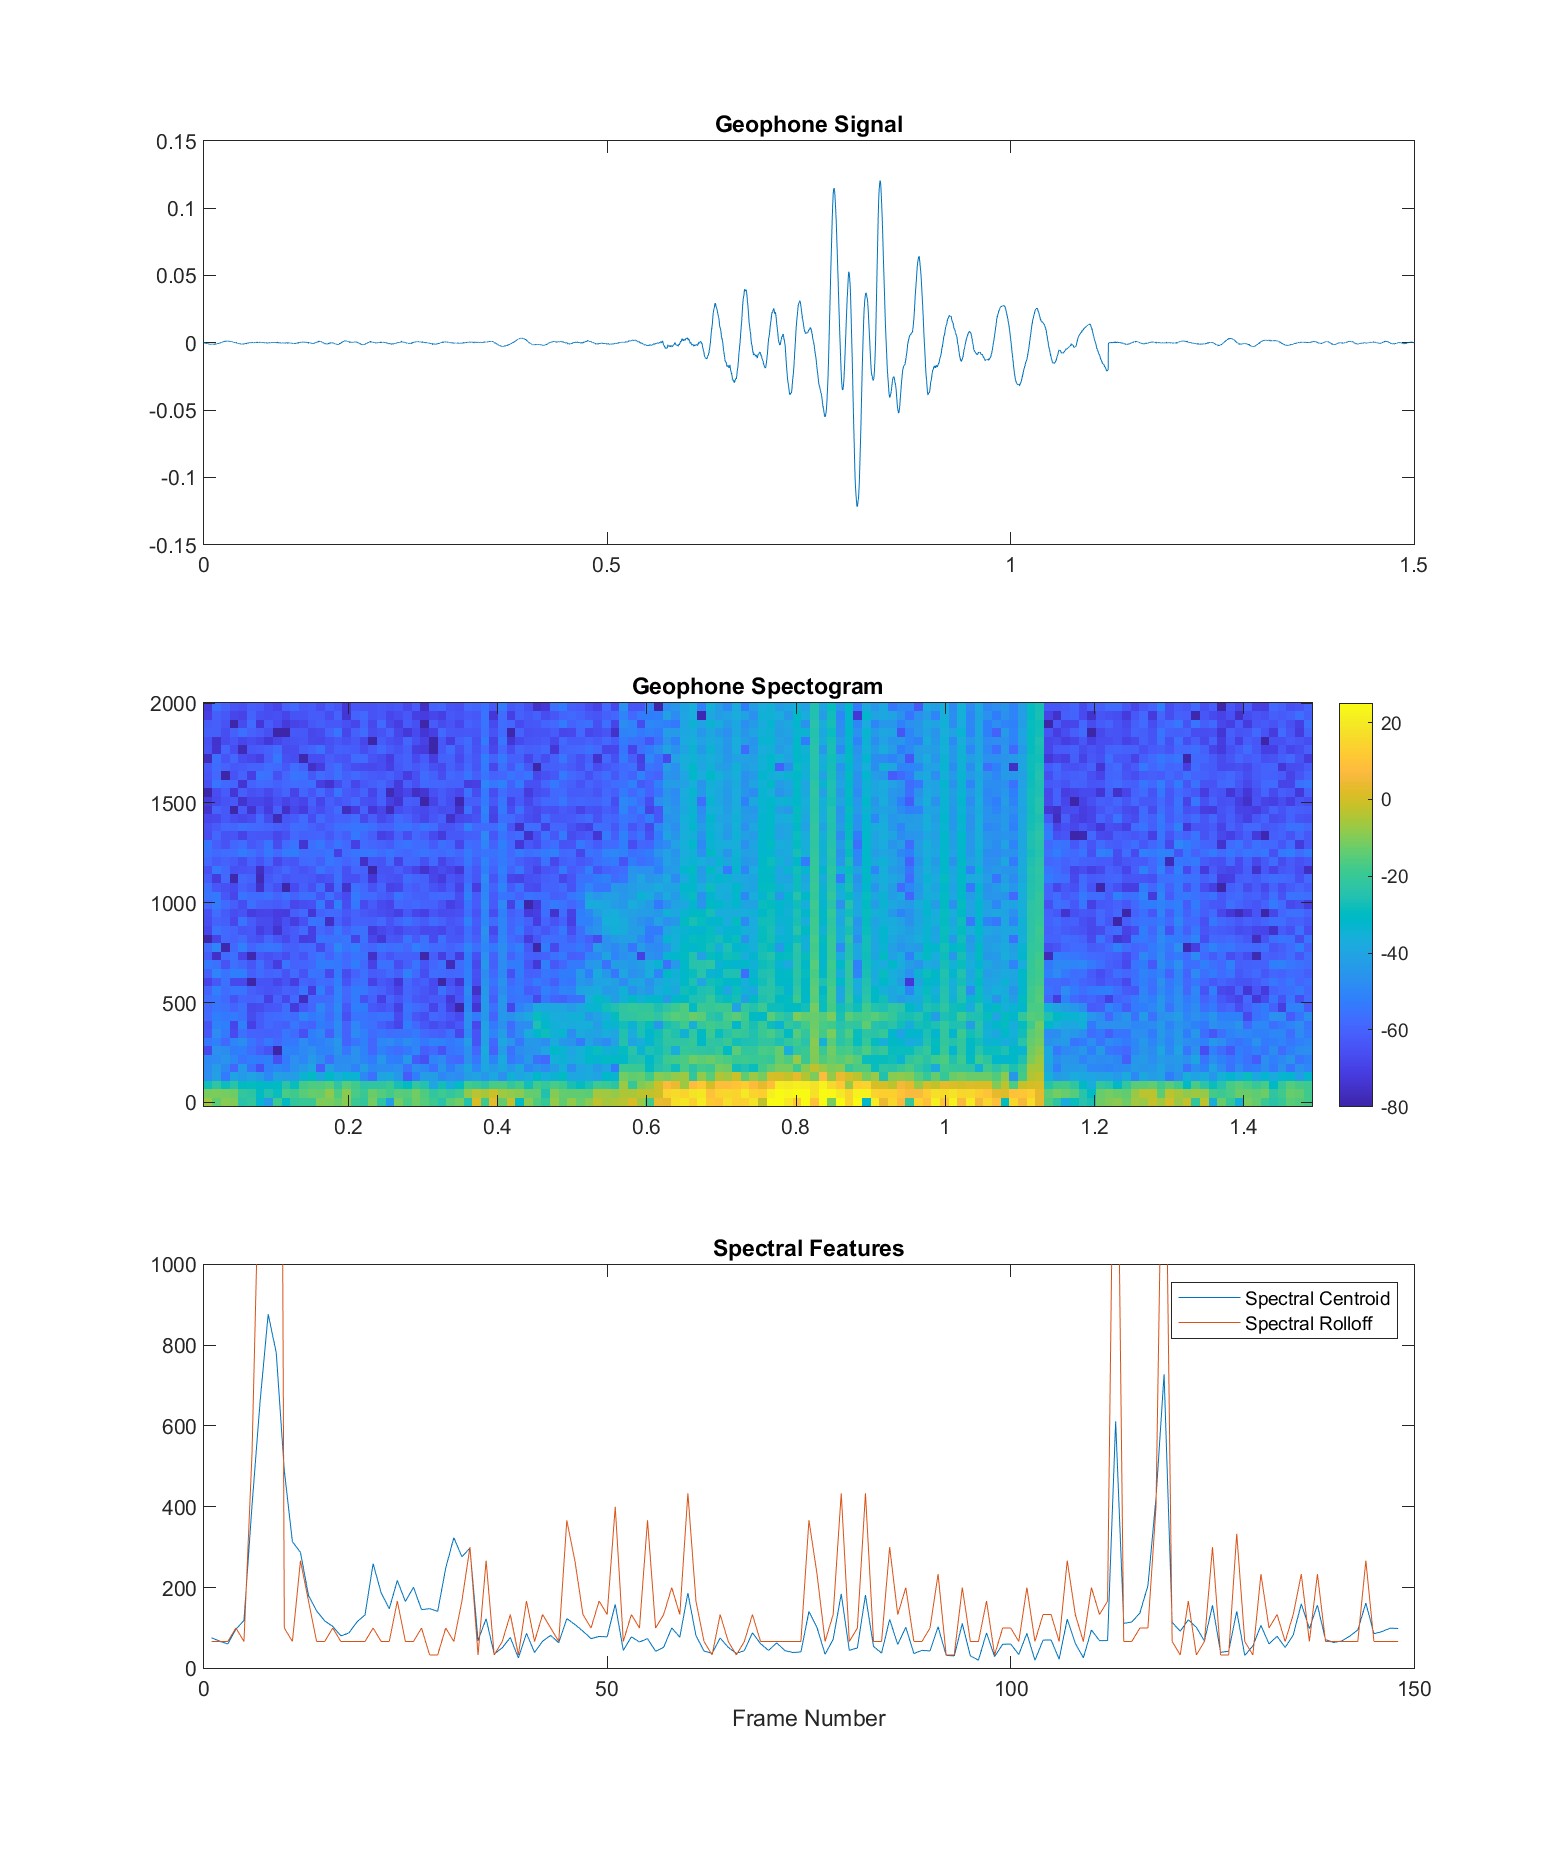 Geophone Signal
0.15
0.1
0.05
0
-0.05
-0.1
-0.15
0 0.5 1 1.5
Geophone Spectogram
2000
1500
1000
500
0
20
0
-20
-40
-60
-80
0.2 0.4 0.6 0.8 1 1.2 1.4
Spectral Features
1000
800
600
400
200
0
Spectral Centroid
Spectral Rolloff
0 50 100 150
Frame Number